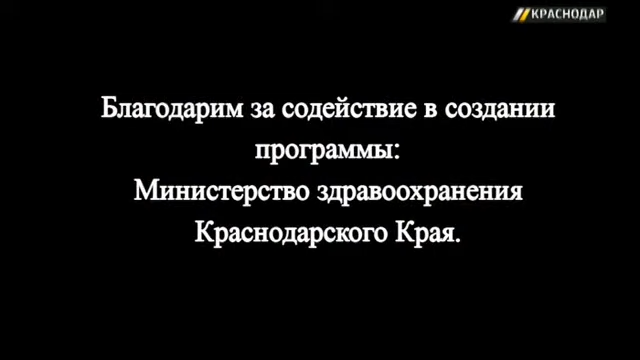 КРАСНОДАР
Благодарим за содействие в создании
программы:
Министерство здравоохранения
Краснодарского Края.